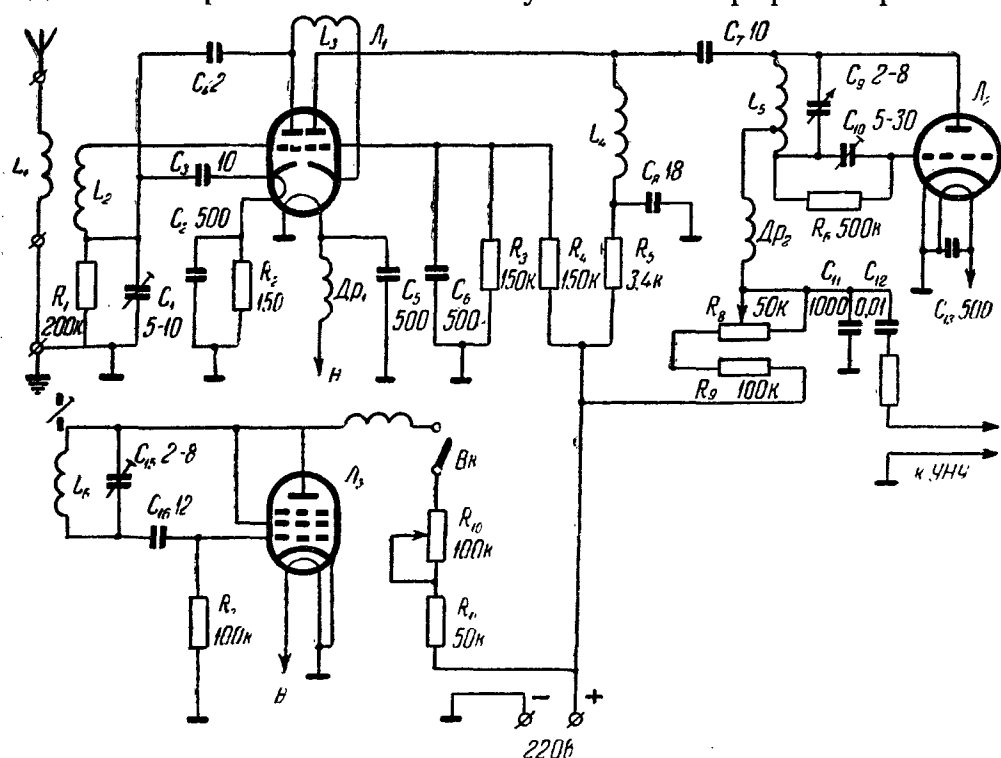 L₃
Л₁
C₄ 2
C₇ 10
C₉ 2-8
Л₂
L₅
C₁₀ 5-30
L₁
L₂
C₃ 10
L₄
C₈ 18
R₆ 500к
C₂ 500
Др₂
R₁
200к
C₁
5-10
R₂
150
Др₁
C₅
500
C₆
500
R₃
150к
R₄
150к
R₅
3,4к
R₈
50к
C₁₁
1000
C₁₂
0,01
C₁₃ 500
Н
R₉ 100к
к УНЧ
C₁₅ 2-8
Л₃
Вк
L₆
C₁₆ 12
R₁₀
100к
R₇
100к
R₁₁
50к
В
- +
220в